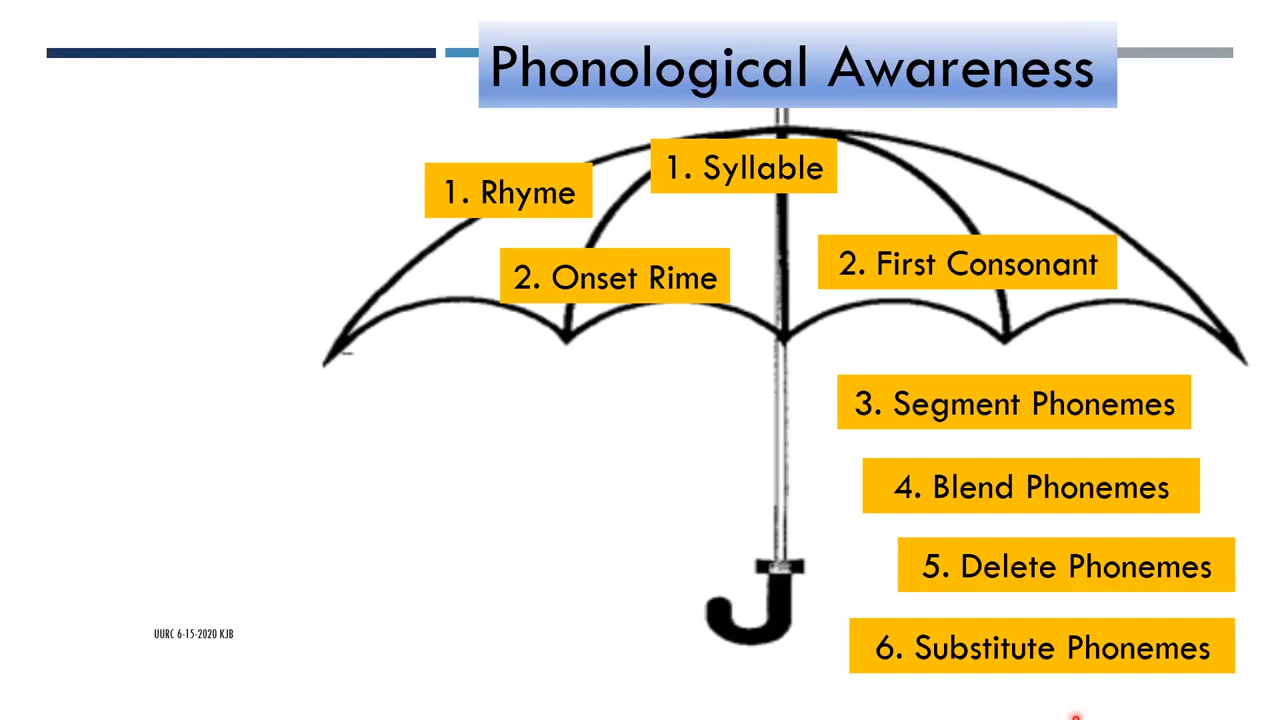 Phonological Awareness
1. Syllable
1. Rhyme
2. First Consonant
2. Onset Rime
3. Segment Phonemes
4. Blend Phonemes
5. Delete Phonemes
6. Substitute Phonemes
UURC 6-15-2020 KJB